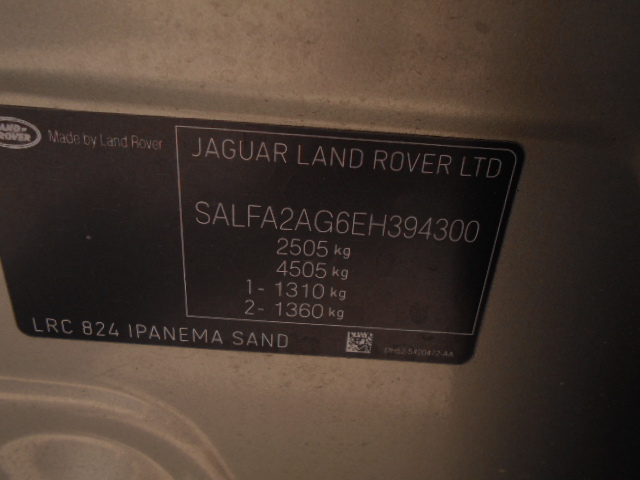 LAND ROVER
Made by Land Rover
JAGUAR LAND ROVER LTD
SALFA2AG6EH394300
2505 kg
4505 kg
1- 1310 kg
2- 1360 kg
LRC 824 IPANEMA SAND